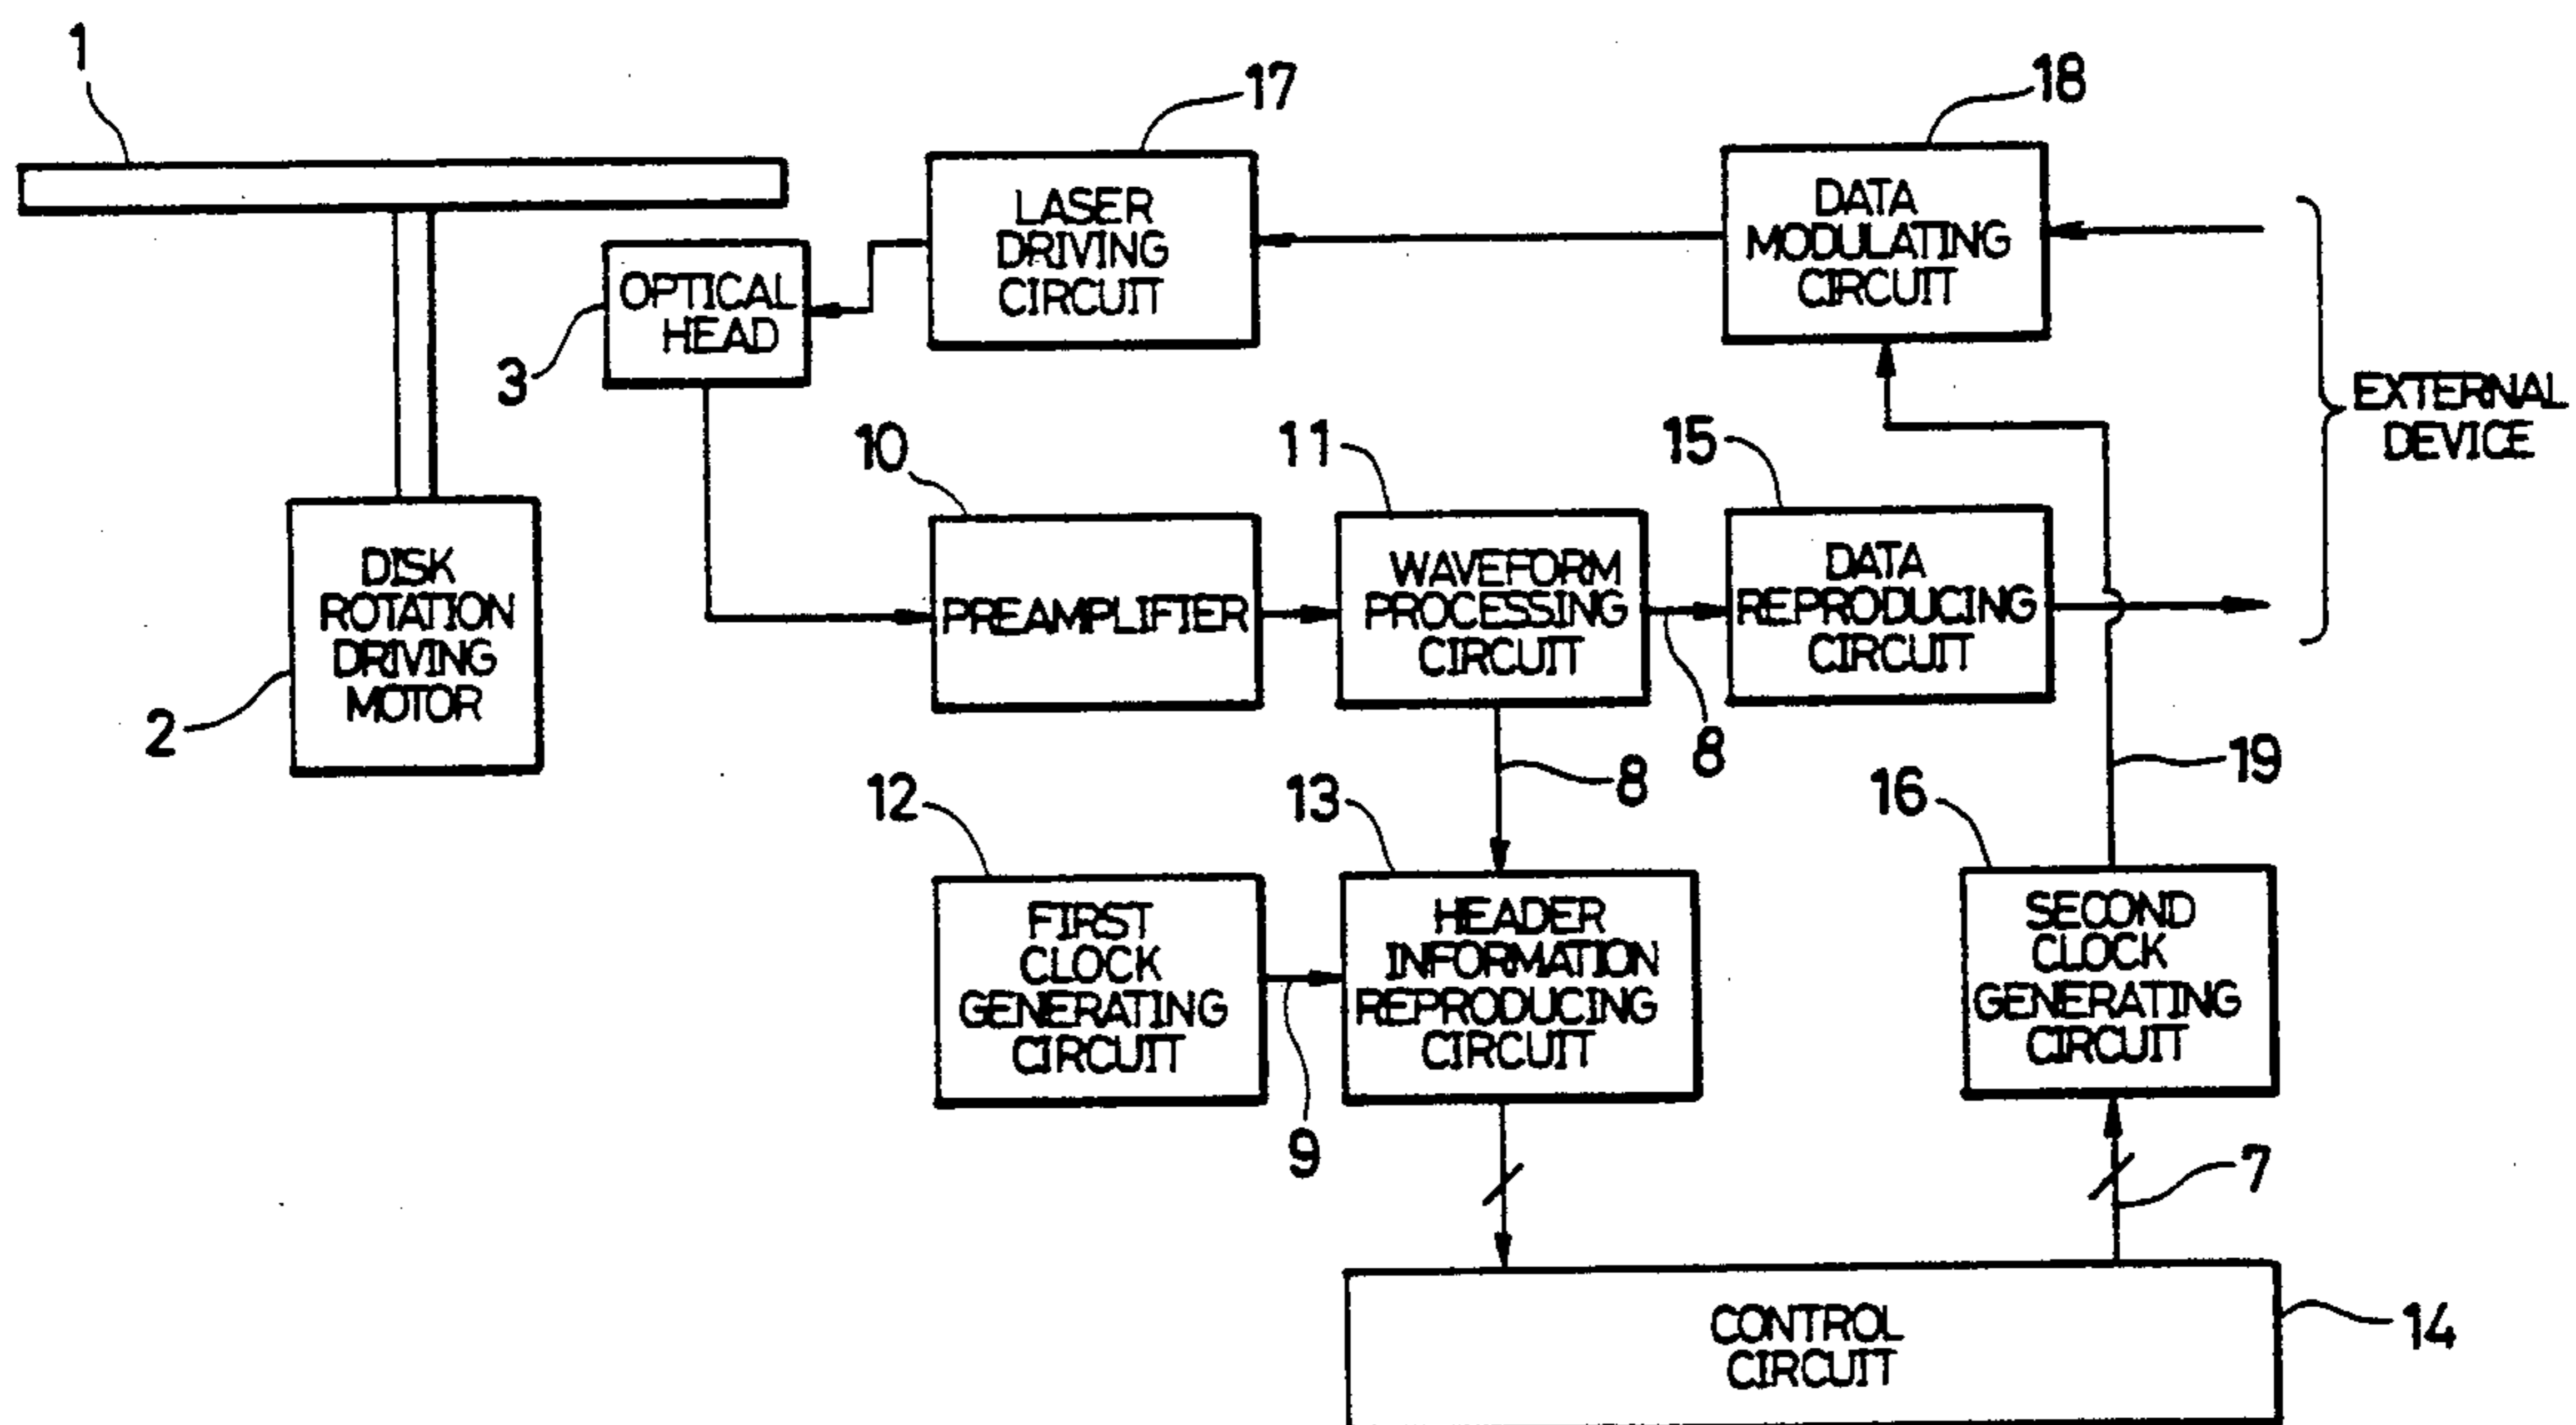 1
17
18
LASER
DRIVING
CIRCUIT
DATA
MODULATING
CIRCUIT
OPTICAL
HEAD
3
EXTERNAL
DEVICE
10
11
15
DISK
ROTATION
DRIVING
MOTOR
2
PREAMPLIFIER
WAVEFORM
PROCESSING
CIRCUIT
8
DATA
REPRODUCING
CIRCUIT
8
19
12
13
16
FIRST
CLOCK
GENERATING
CIRCUIT
9
HEADER
INFORMATION
REPRODUCING
CIRCUIT
SECOND
CLOCK
GENERATING
CIRCUIT
7
CONTROL
CIRCUIT
14